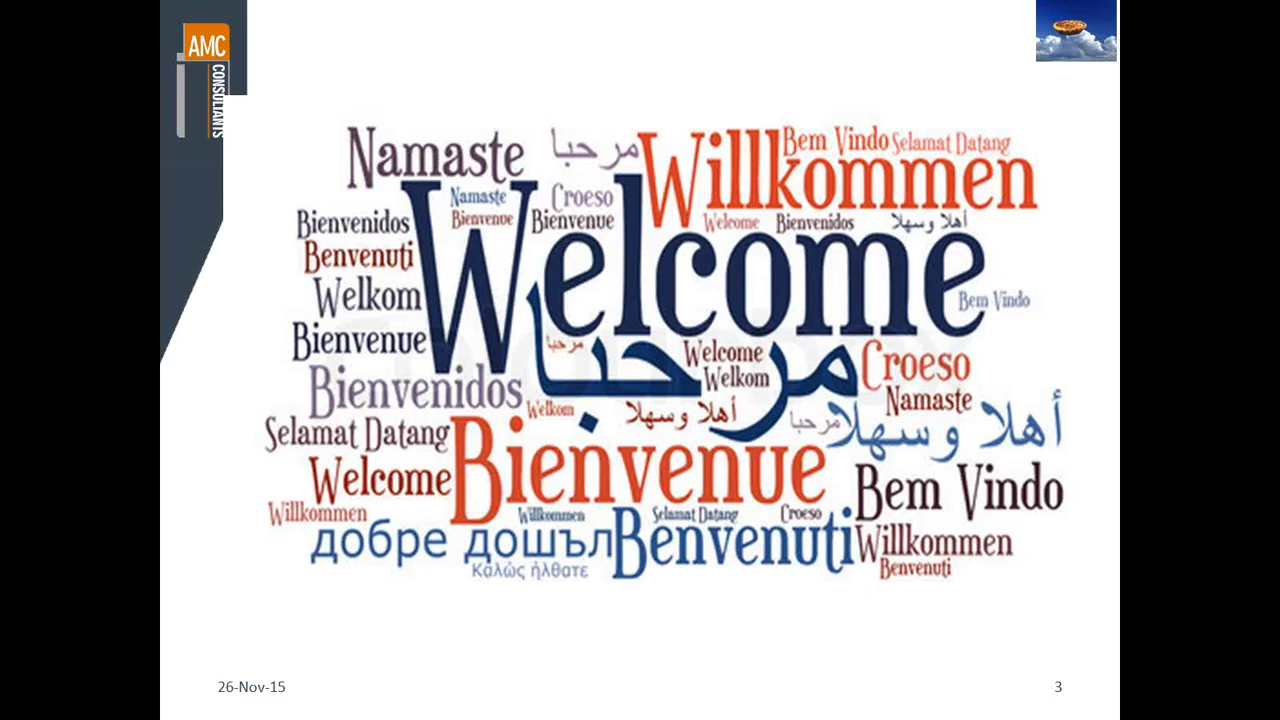 AMC
CONSULTANTS
Namaste مرحبا Willkommen Bem Vindo Selamat Datang
Namaste Croeso
Bienvenidos Bienvenue Bienvenue Welcome Bienvenidos أهلا وسهلا
Welcome
Benvenuti
Welkom Bem Vindo
Bienvenue مرحبا مرحبا Welcome Croeso
Bienvenidos Welkom Namaste
Welkom أهلا وسهلا مرحبا أهلا وسهلا
Selamat Datang
Welcome Bienvenue Bem Vindo
Willkommen Willkommen Selamat Datang Croeso
добре дошъл Benvenuti Willkommen
Καλώς ήλθατε Benvenuti
26-Nov-15 3